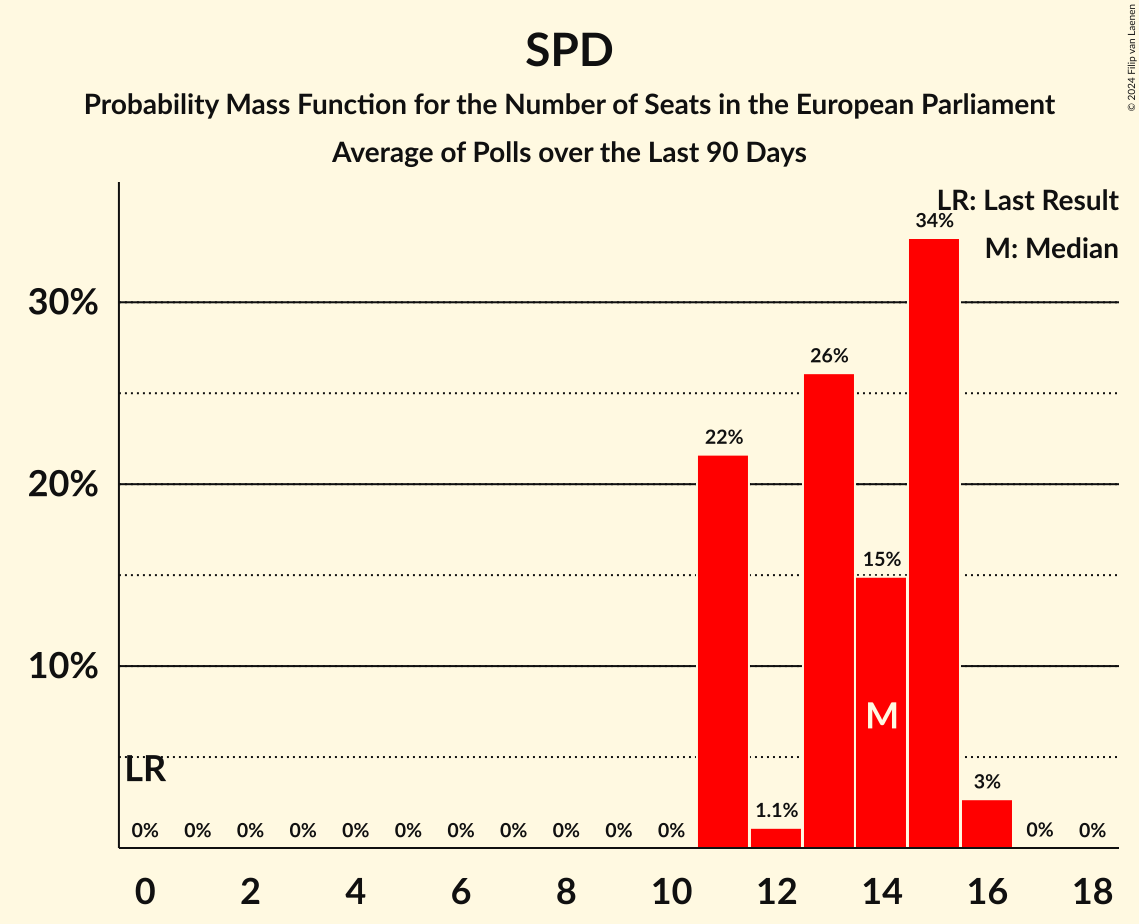 SPD
Probability Mass Function for the Number of Seats in the European Parliament
Average of Polls over the Last 90 Days
© 2024 Filip van Laenen
LR: Last Result
M: Median
34%
30%
26%
22%
20%
15%
10%
M
LR
3%
1.1%
0% 0% 0% 0% 0% 0% 0% 0% 0% 0% 0% 0% 0%
0 2 4 6 8 10 12 14 16 18